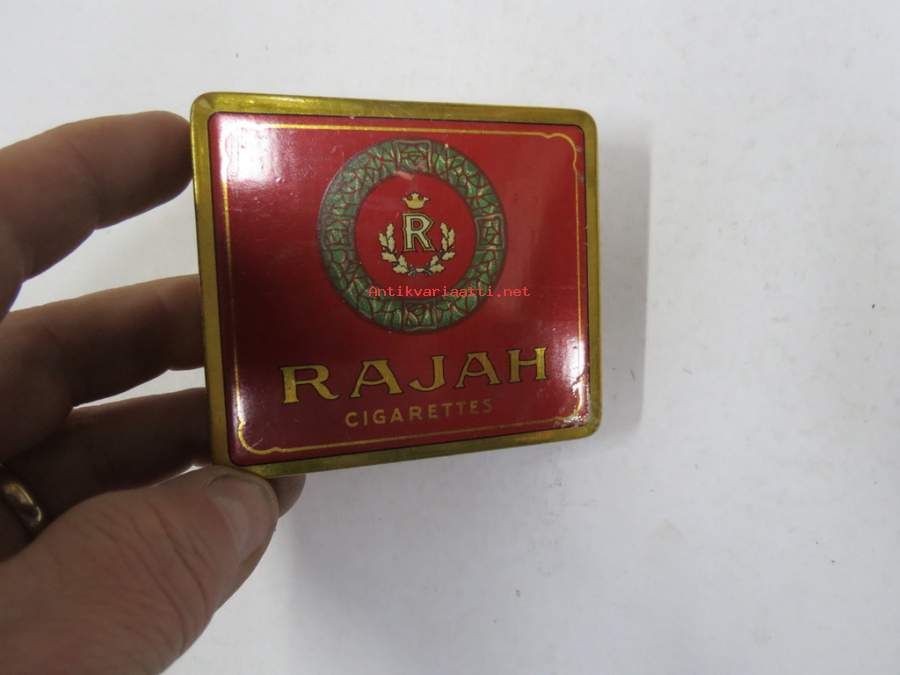 R
Antikvariaatti.net
RAJAH
CIGARETTES